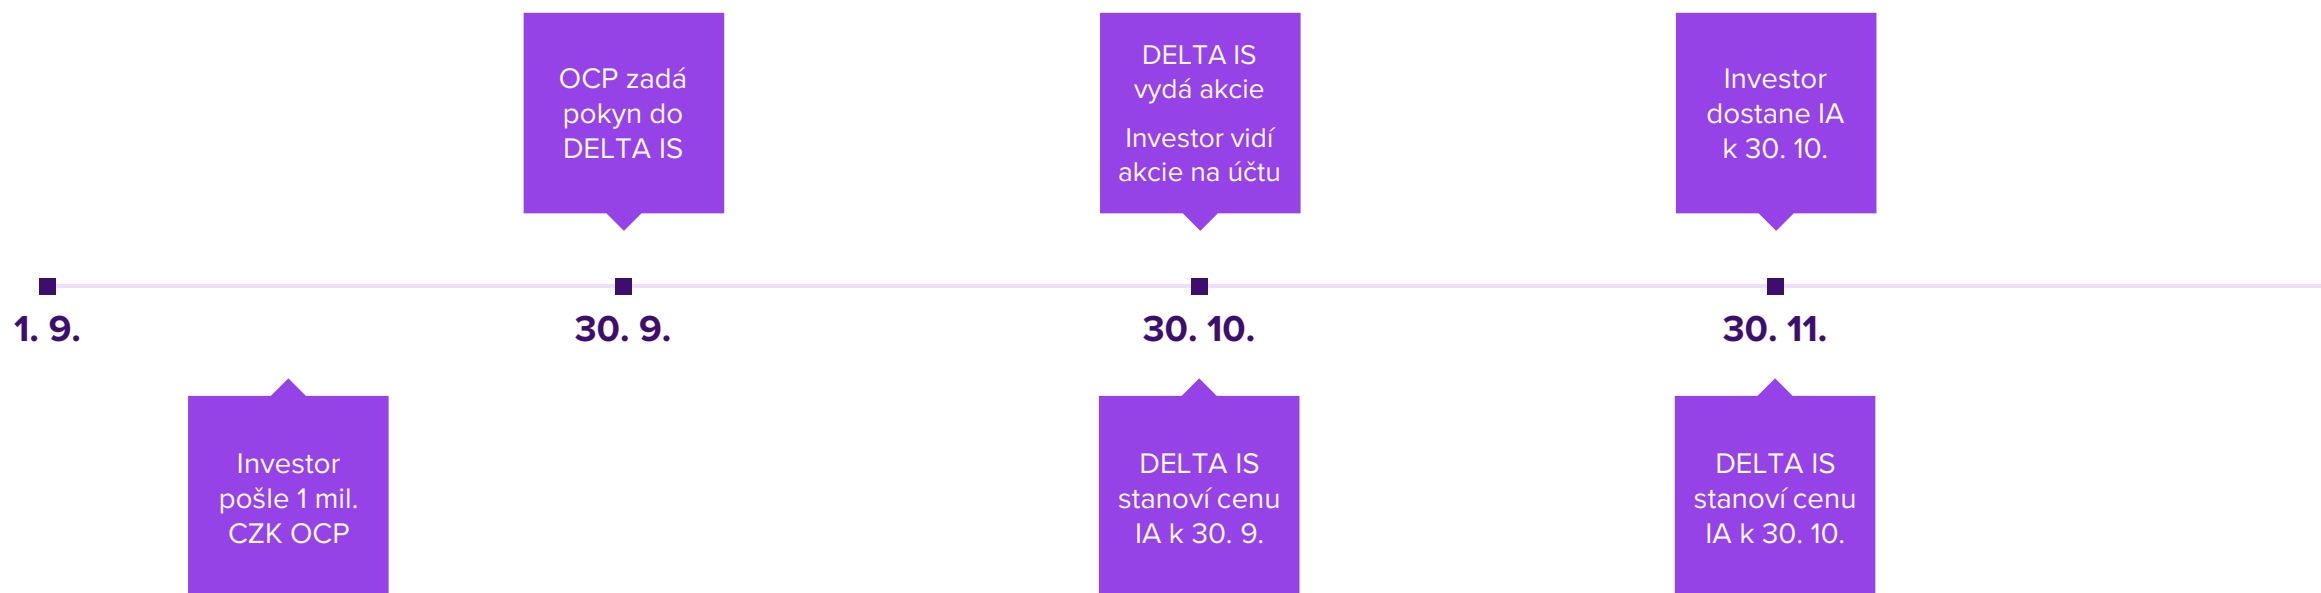 OCP zadá
pokyn do
DELTA IS
DELTA IS
vydá akcie
Investor vidí
akcie na účtu
Investor
dostane IA
k 30. 10.
1. 9.
30. 9.
30. 10.
30. 11.
Investor
pošle 1 mil.
CZK OCP
DELTA IS
stanoví cenu
IA k 30. 9.
DELTA IS
stanoví cenu
IA k 30. 10.